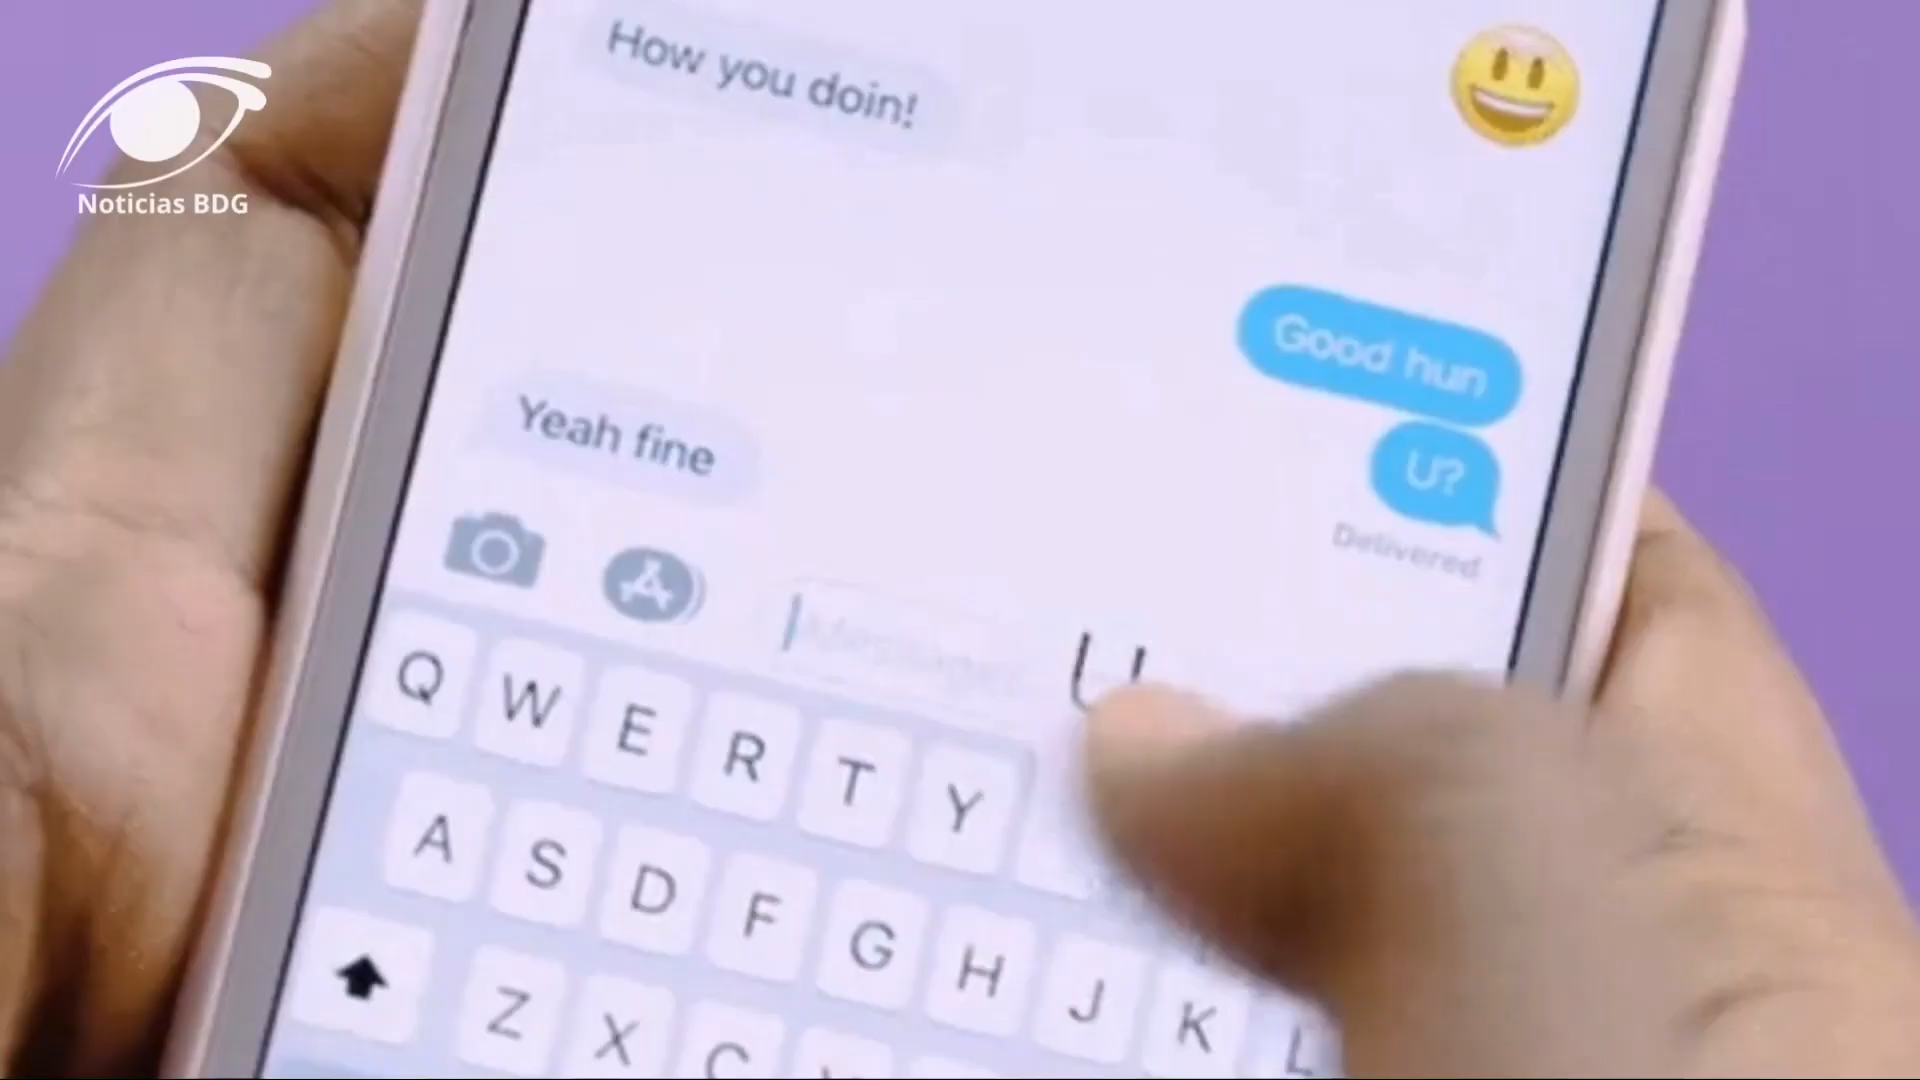 Noticias BDG
How you doin!
Good hun
U?
Delivered
Yeah fine
U
Q W E R T Y
A S D F G H J K L
Z X C